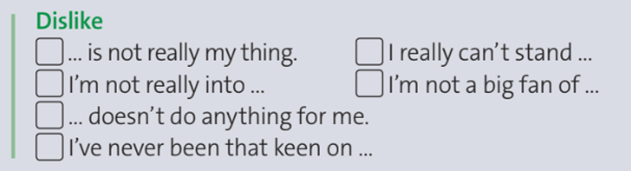 Dislike
... is not really my thing.
I really can't stand ...
I'm not really into ...
I'm not a big fan of ...
... doesn't do anything for me.
I've never been that keen on ...